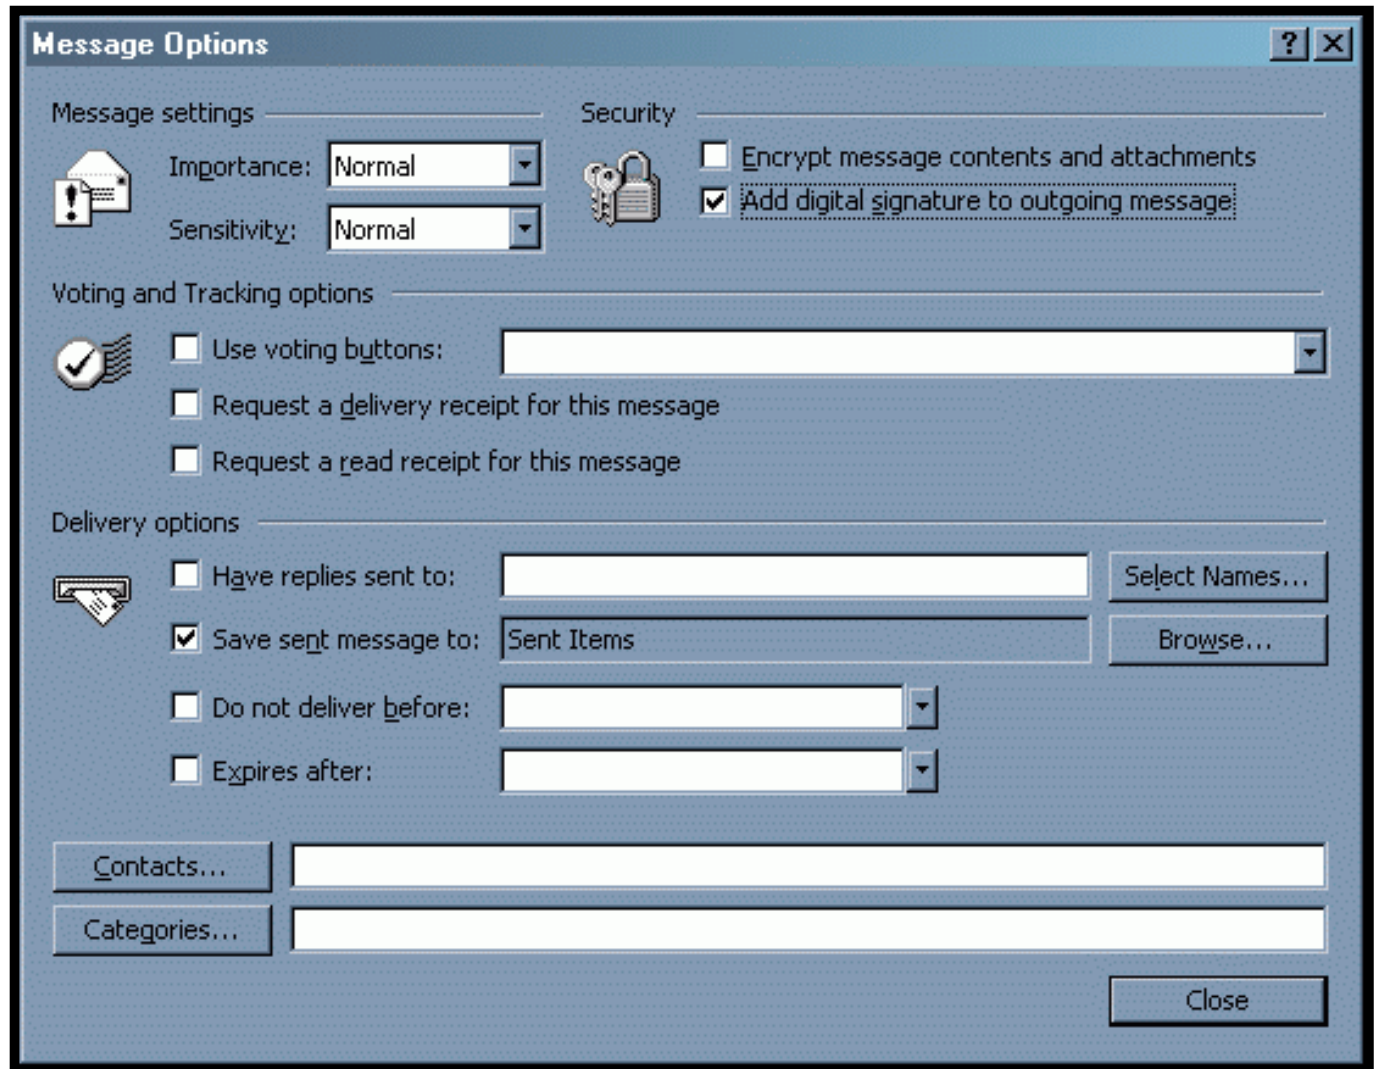 Message Options
Message settings
Security
Importance: Normal
Encrypt message contents and attachments
Add digital signature to outgoing message
Sensitivity: Normal
Voting and Tracking options
Use voting buttons:
Request a delivery receipt for this message
Request a read receipt for this message
Delivery options
Have replies sent to: Select Names...
Save sent message to: Sent Items Browse...
Do not deliver before:
Expires after:
Contacts...
Categories...
Close